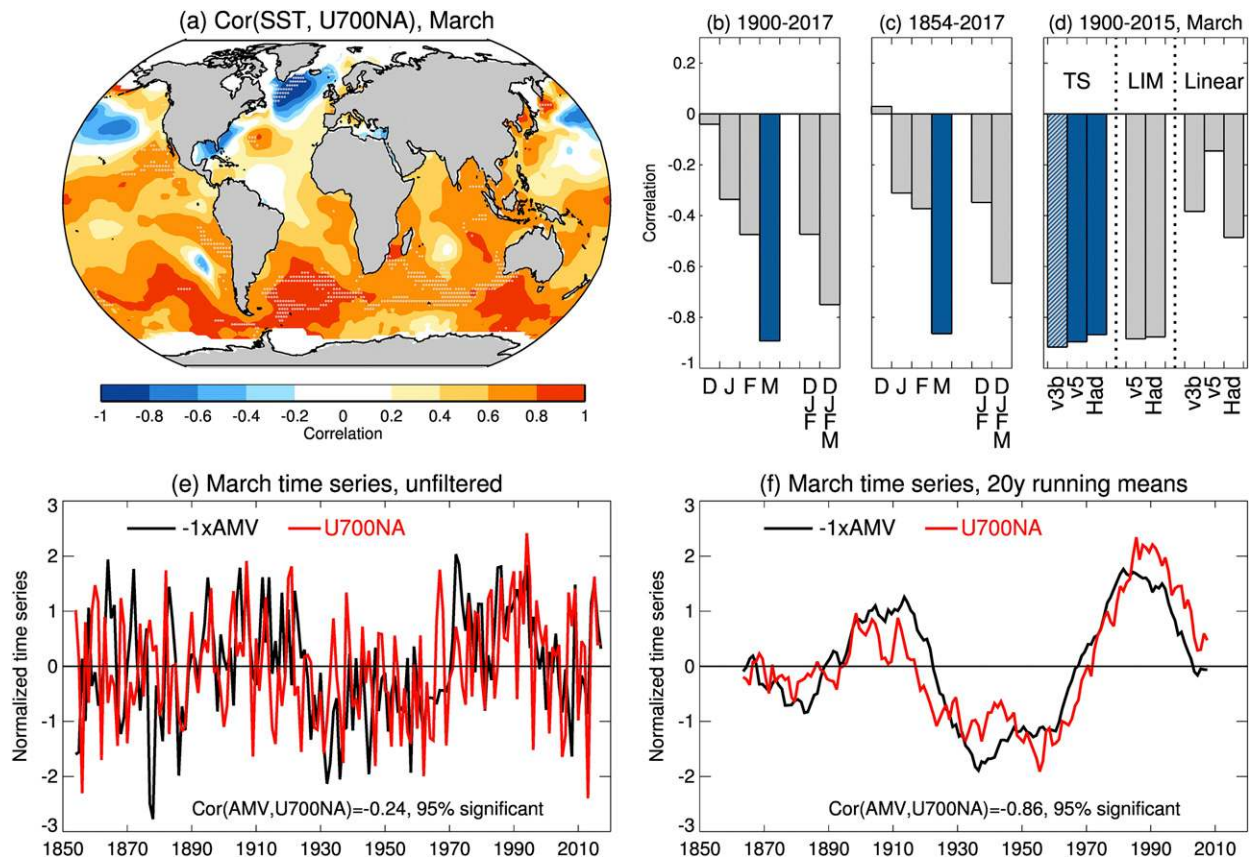 (a) Cor(SST, U700NA), March
-1 -0.8 -0.6 -0.4 -0.2 0 0.2 0.4 0.6 0.8 1
Correlation
(b) 1900-2017
(c) 1854-2017
(d) 1900-2015, March
Correlation
0.2
0
-0.2
-0.4
-0.6
-0.8
-1
D J F M DJF DJFM
D J F M DJF DJFM
TS LIM Linear
v3b v5 Had v5 Had v3b v5 Had
(e) March time series, unfiltered
-1xAMV U700NA
Normalized time series
3
2
1
0
-1
-2
-3
Cor(AMV,U700NA)=-0.24, 95% significant
1850 1870 1890 1910 1930 1950 1970 1990 2010
(f) March time series, 20y running means
-1xAMV U700NA
Normalized time series
3
2
1
0
-1
-2
-3
Cor(AMV,U700NA)=-0.86, 95% significant
1850 1870 1890 1910 1930 1950 1970 1990 2010